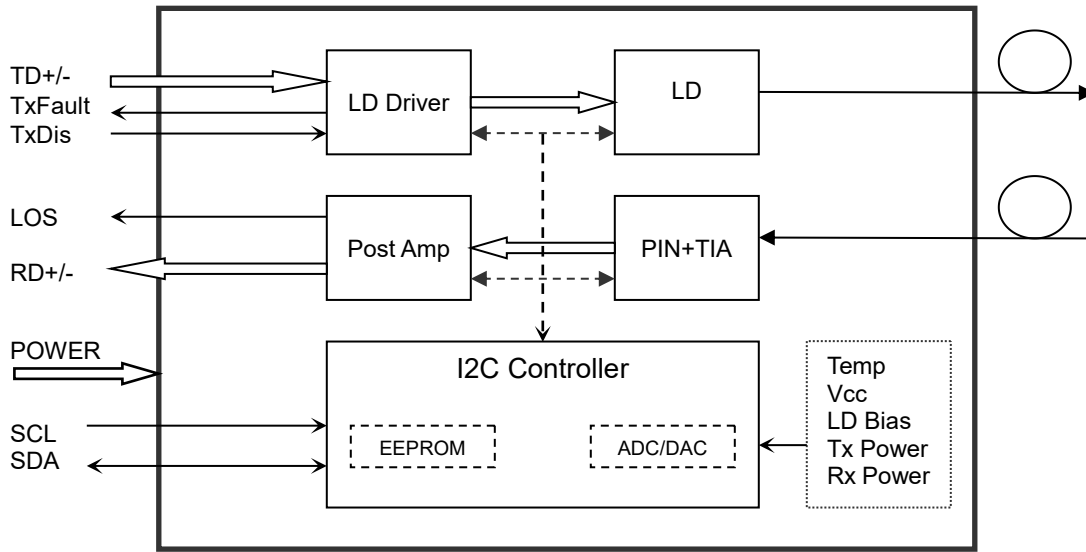 TD+/-
TxFault
TxDis
LD Driver
LD
LOS
RD+/-
Post Amp
PIN+TIA
POWER
SCL
SDA
I2C Controller
EEPROM
ADC/DAC
Temp
Vcc
LD Bias
Tx Power
Rx Power